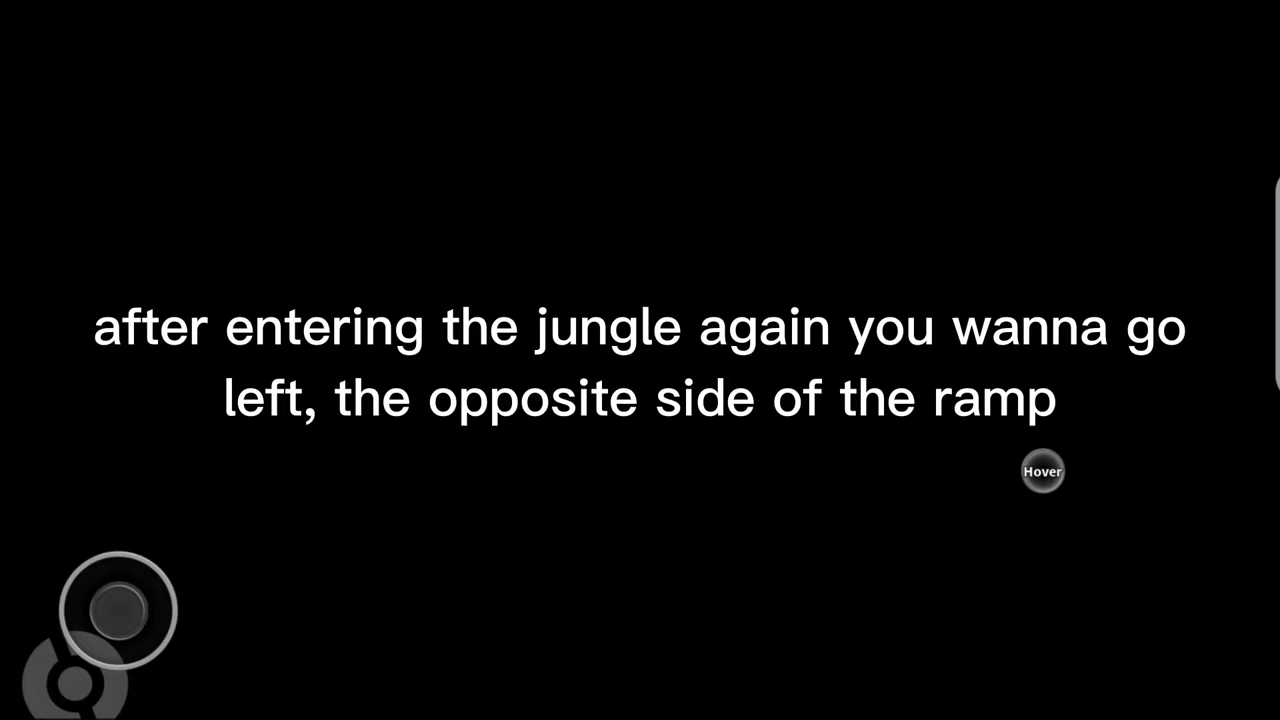 after entering the jungle again you wanna go
left, the opposite side of the ramp
Hover